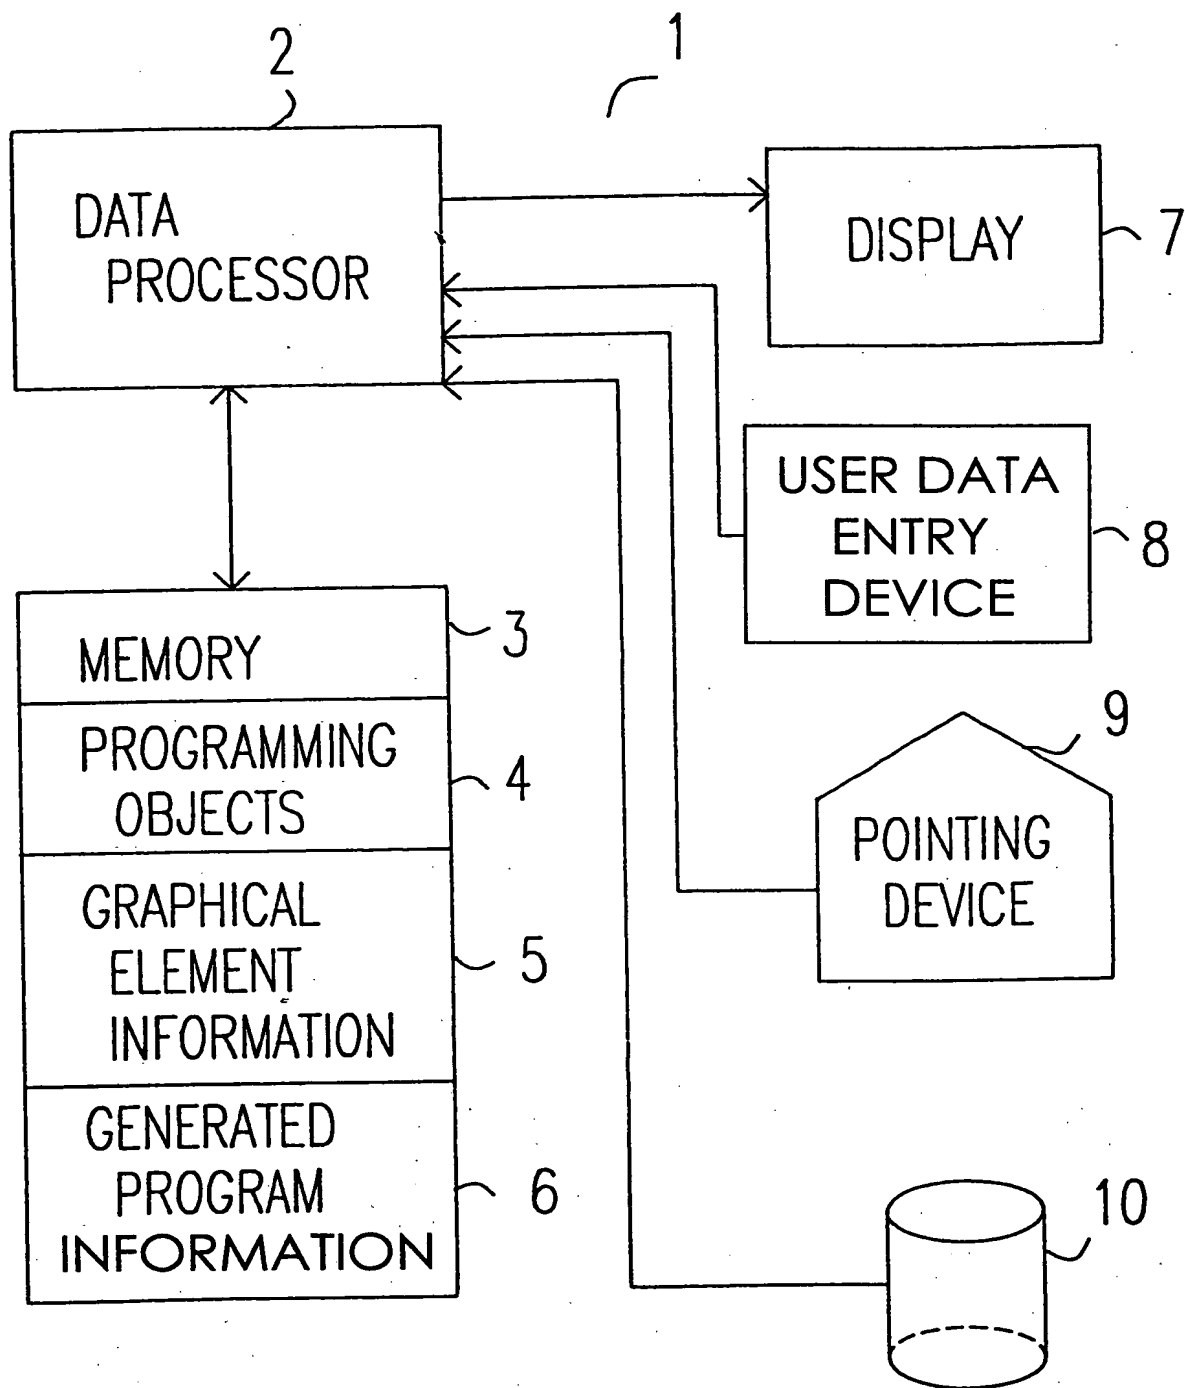 1
2
DATA
PROCESSOR
DISPLAY
7
USER DATA
ENTRY
DEVICE
8
MEMORY
3
PROGRAMMING
OBJECTS
4
GRAPHICAL
ELEMENT
INFORMATION
5
GENERATED
PROGRAM
INFORMATION
6
9
POINTING
DEVICE
10